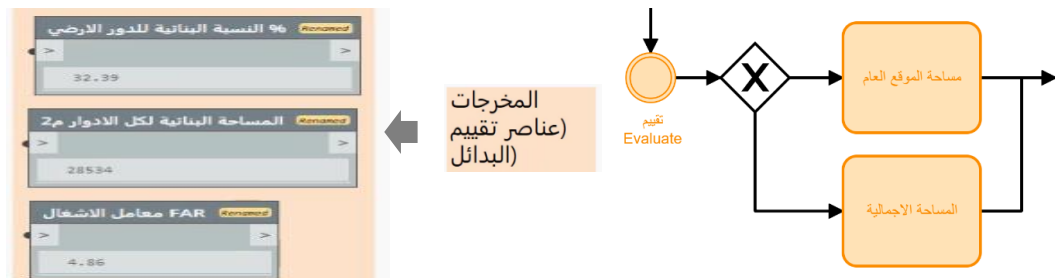 % النسبة البنائية للدور الارضي Renamed
> >
32.39
المساحة البنائية لكل الادوار م2 Renamed
> >
28534
FAR معامل الاشغال Renamed
> >
4.86
المخرجات
(عناصر تقييم
البدائل)
تقييم
Evaluate
X
مساحة الموقع العام
المساحة الاجمالية